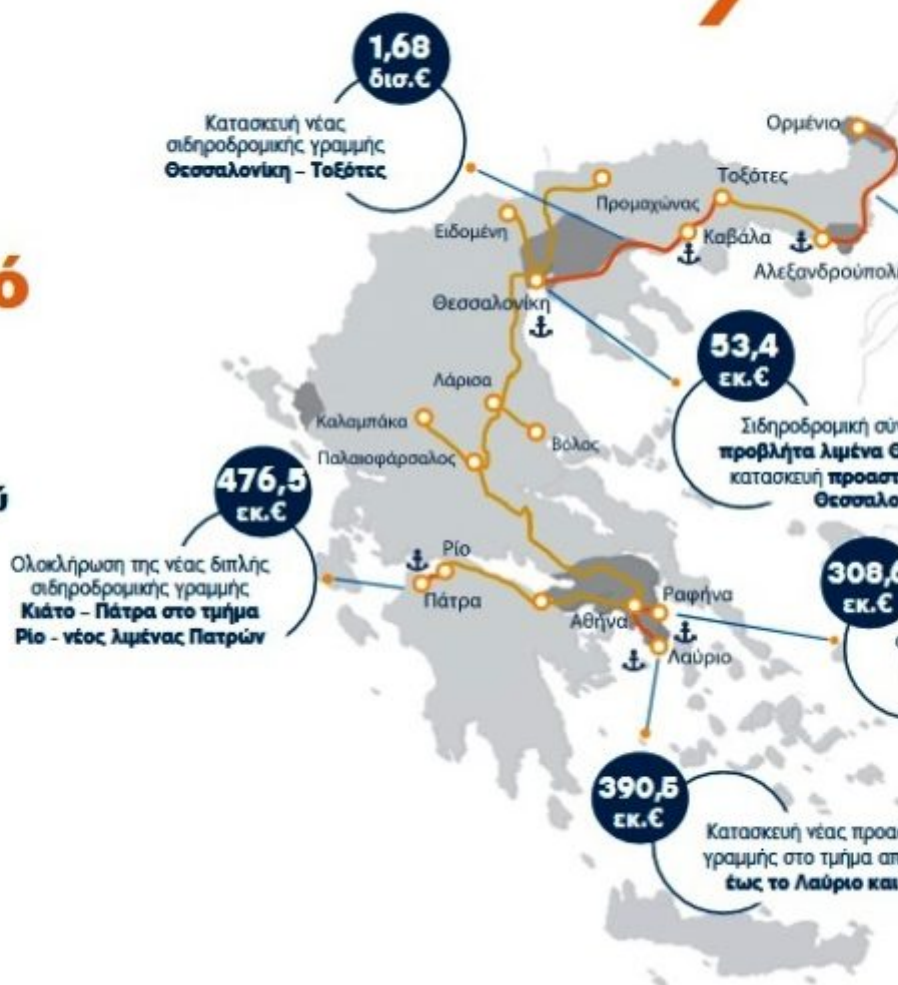 1,68
δισ.€
Κατασκευή νέας
σιδηροδρομικής γραμμής
Θεσσαλονίκη – Τοξότες
Ορμένιο
Τοξότες
Προμαχώνας
Ειδομένη
Καβάλα
Αλεξανδρούπολη
Θεσσαλονίκη
53,4
εκ.€
Λάρισα
Καλαμπάκα
Σιδηροδρομική σύν
προβλήτα λιμένα Θ
κατασκευή προαστ
Θεσσαλο
Βόλος
Παλαιοφάρσαλος
476,5
εκ.€
Ολοκλήρωση της νέας διπλής
σιδηροδρομικής γραμμής
Κιάτο – Πάτρα στο τμήμα
Ρίο - νέος λιμένας Πατρών
Ρίο
Πάτρα
308,6
εκ.€
Ραφήνα
Αθήνα
Λαύριο
390,5
εκ.€
Κατασκευή νέας προα
γραμμής στο τμήμα απ
έως το Λαύριο και